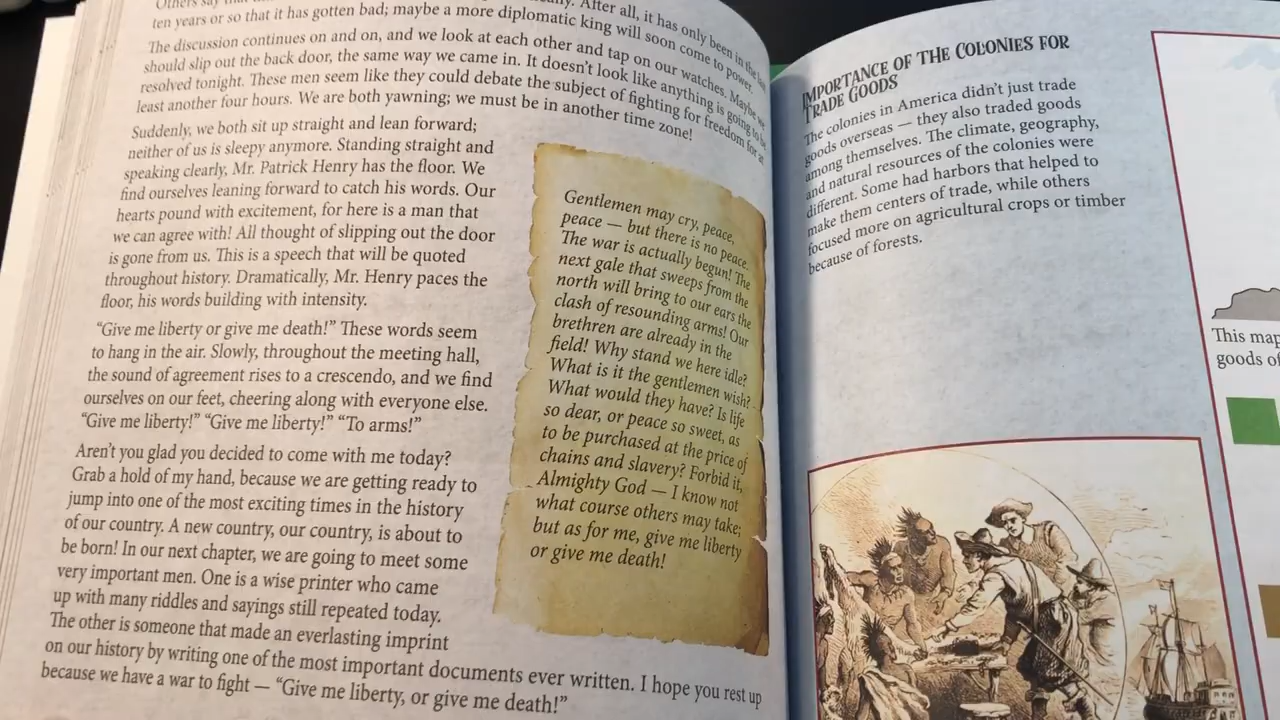 Others say that
ally. After all, it has only been in the last
ten years or so that it has gotten bad; maybe a more diplomatic king will soon come to power.
The discussion continues on and on, and we look at each other and tap on our watches. Maybe we
should slip out the back door, the same way we came in. It doesn't look like anything is going to be
resolved tonight. These men seem like they could debate the subject of fighting for freedom for at
least another four hours. We are both yawning; we must be in another time zone!
Suddenly, we both sit up straight and lean forward;
neither of us is sleepy anymore. Standing straight and
speaking clearly, Mr. Patrick Henry has the floor. We
find ourselves leaning forward to catch his words. Our
hearts pound with excitement, for here is a man that
we can agree with! All thought of slipping out the door
is gone from us. This is a speech that will be quoted
throughout history. Dramatically, Mr. Henry paces the
floor, his words building with intensity.
"Give me liberty or give me death!" These words seem
to hang in the air. Slowly, throughout the meeting hall,
the sound of agreement rises to a crescendo, and we find
ourselves on our feet, cheering along with everyone else.
"Give me liberty!" "Give me liberty!" "To arms!"
Aren't you glad you decided to come with me today?
Grab a hold of my hand, because we are getting ready to
jump into one of the most exciting times in the history
of our country. A new country, our country, is about to
be born! In our next chapter, we are going to meet some
very important men. One is a wise printer who came
up with many riddles and sayings still repeated today.
The other is someone that made an everlasting imprint
on our history by writing one of the most important documents ever written. I hope you rest up
because we have a war to fight — "Give me liberty, or give me death!"
Gentlemen may cry, peace,
peace — but there is no peace.
The war is actually begun! The
next gale that sweeps from the
north will bring to our ears the
clash of resounding arms! Our
brethren are already in the
field! Why stand we here idle?
What is it the gentlemen wish?
What would they have? Is life
so dear, or peace so sweet, as
to be purchased at the price of
chains and slavery? Forbid it,
Almighty God — I know not
what course others may take;
but as for me, give me liberty
or give me death!
IMPORTANCE OF THE COLONIES FOR
TRADE GOODS
The colonies in America didn't just trade
goods overseas — they also traded goods
among themselves. The climate, geography,
and natural resources of the colonies were
different. Some had harbors that helped to
make them centers of trade, while others
focused more on agricultural crops or timber
because of forests.
This map
goods of